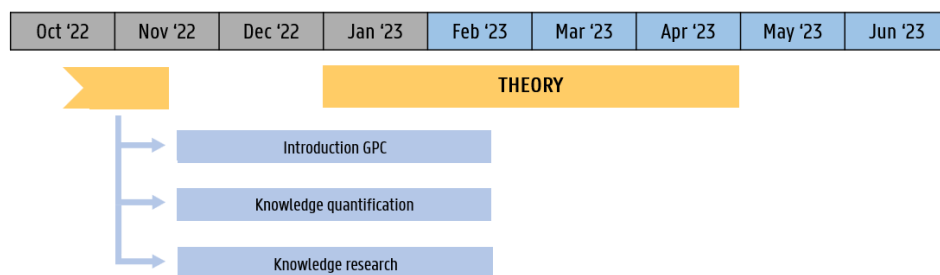 Oct ‘22 Nov ‘22 Dec ‘22 Jan ‘23 Feb ‘23 Mar ‘23 Apr ‘23 May ‘23 Jun ‘23
THEORY
Introduction GPC
Knowledge quantification
Knowledge research